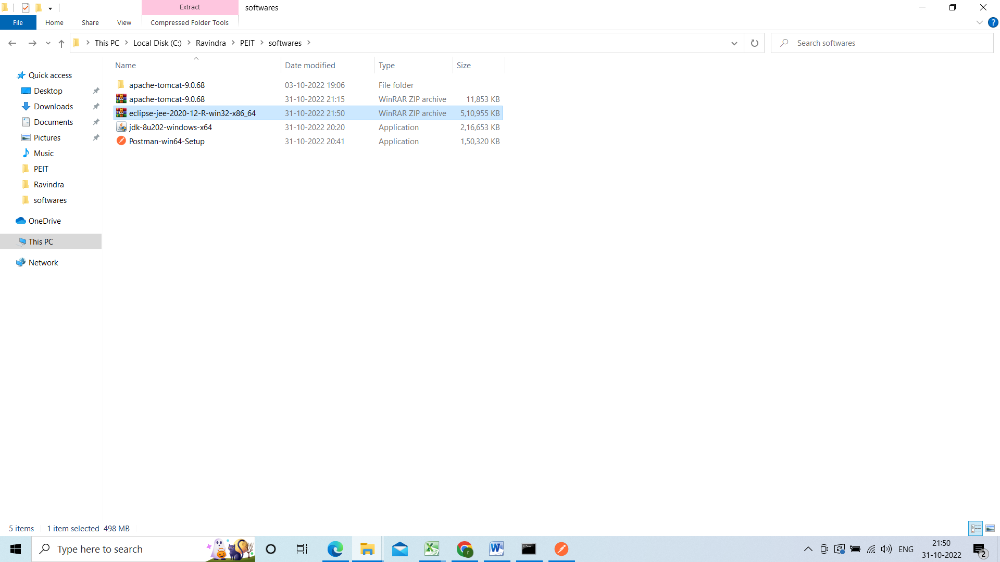 Extract
softwares
File
Home
Share
View
Compressed Folder Tools
?
This PC
Local Disk (C:)
Ravindra
PEIT
softwares
Search softwares
Name
Date modified
Type
Size
Quick access
Desktop
Downloads
Documents
Pictures
Music
PEIT
Ravindra
softwares
OneDrive
This PC
Network
apache-tomcat-9.0.68 03-10-2022 19:06 File folder
apache-tomcat-9.0.68 31-10-2022 21:15 WinRAR ZIP archive 11,853 KB
eclipse-jee-2020-12-R-win32-x86_64 31-10-2022 21:50 WinRAR ZIP archive 5,10,955 KB
jdk-8u202-windows-x64 31-10-2022 20:20 Application 2,16,653 KB
Postman-win64-Setup 31-10-2022 20:41 Application 1,50,320 KB
5 items 1 item selected 498 MB
Type here to search
ENG
21:50
31-10-2022
2